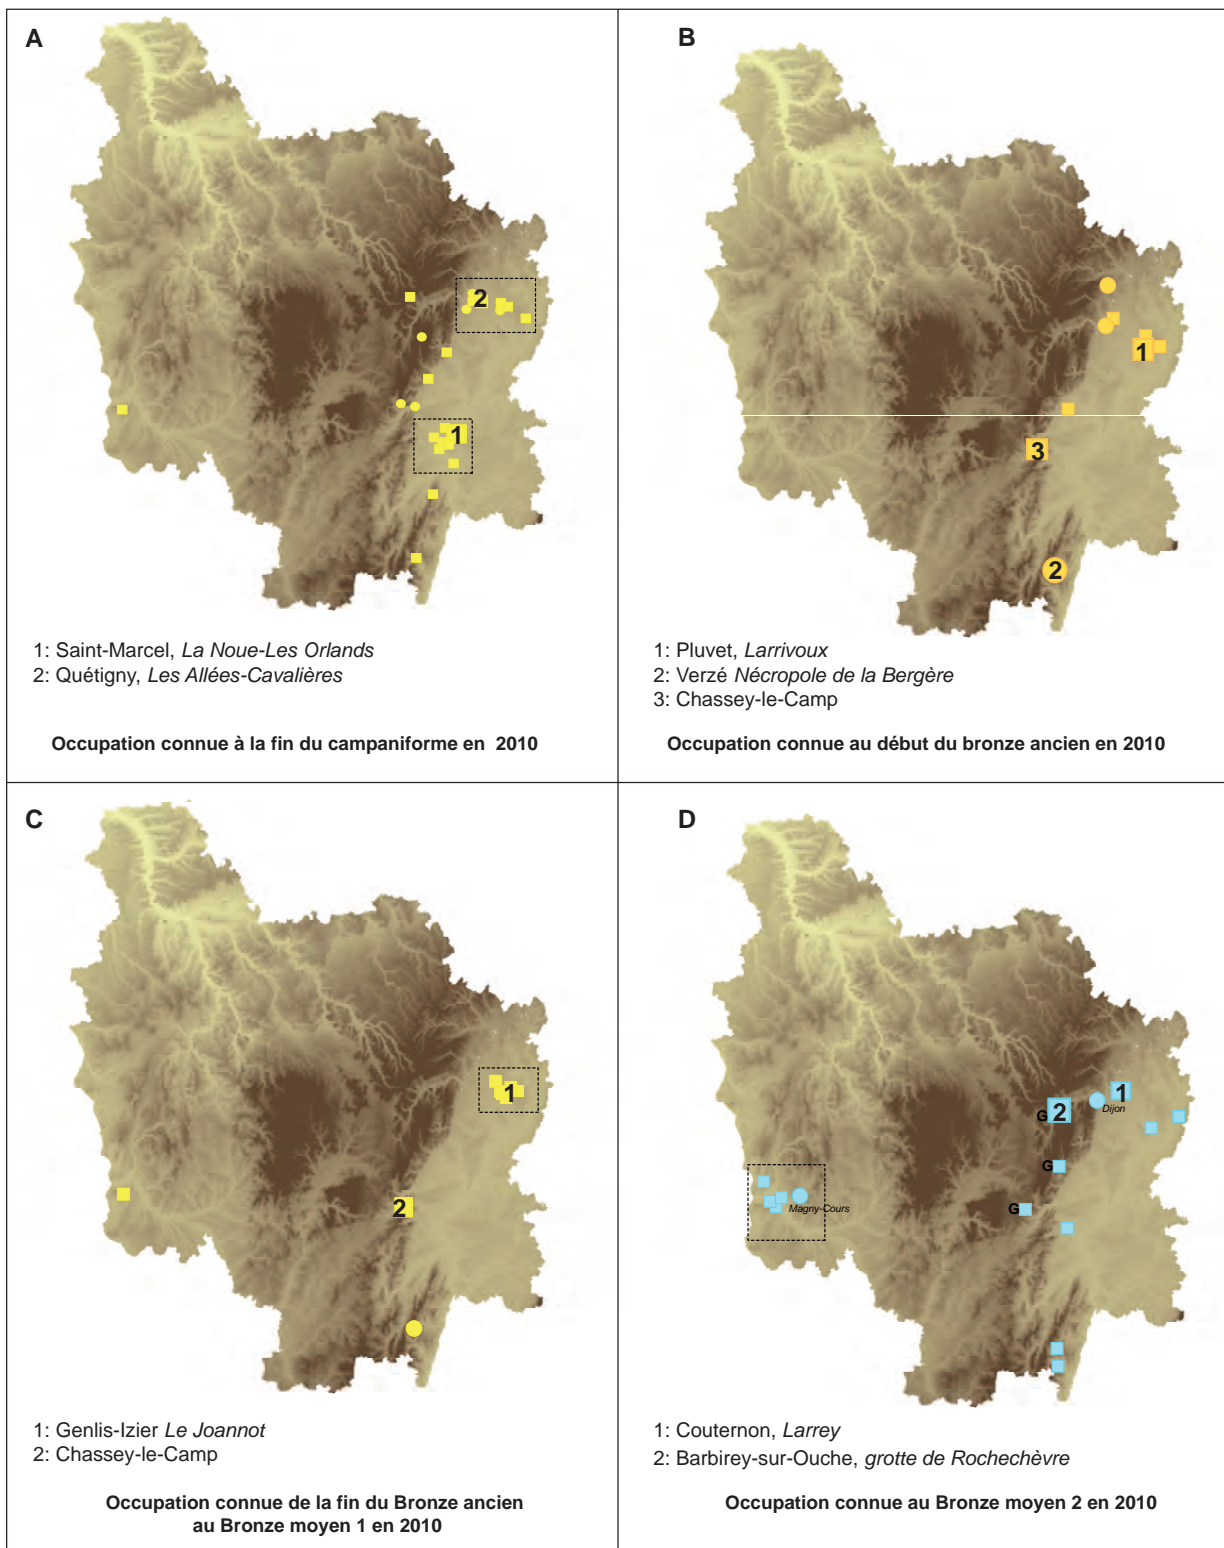 A
2
1
1: Saint-Marcel, La Noue-Les Orlands
2: Quétigny, Les Allées-Cavalières
Occupation connue à la fin du campaniforme en 2010
B
1
3
2
1: Pluvet, Larrivoux
2: Verzé Nécropole de la Bergère
3: Chassey-le-Camp
Occupation connue au début du bronze ancien en 2010
C
1
2
1: Genlis-Izier Le Joannot
2: Chassey-le-Camp
Occupation connue de la fin du Bronze ancien
au Bronze moyen 1 en 2010
D
1
G 2
Dijon
G
G
Magny-Cours
1: Couternon, Larrey
2: Barbirey-sur-Ouche, grotte de Rochechèvre
Occupation connue au Bronze moyen 2 en 2010